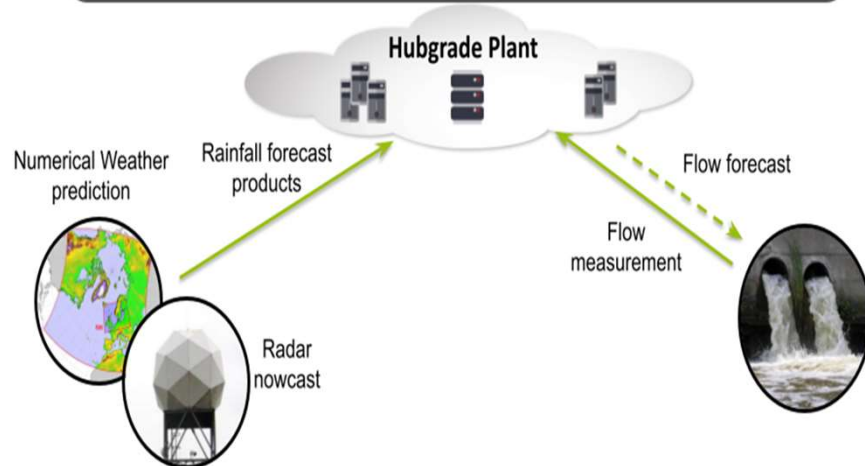 Hubgrade Plant
Numerical Weather
prediction
Rainfall forecast
products
Flow forecast
Flow
measurement
Radar
nowcast